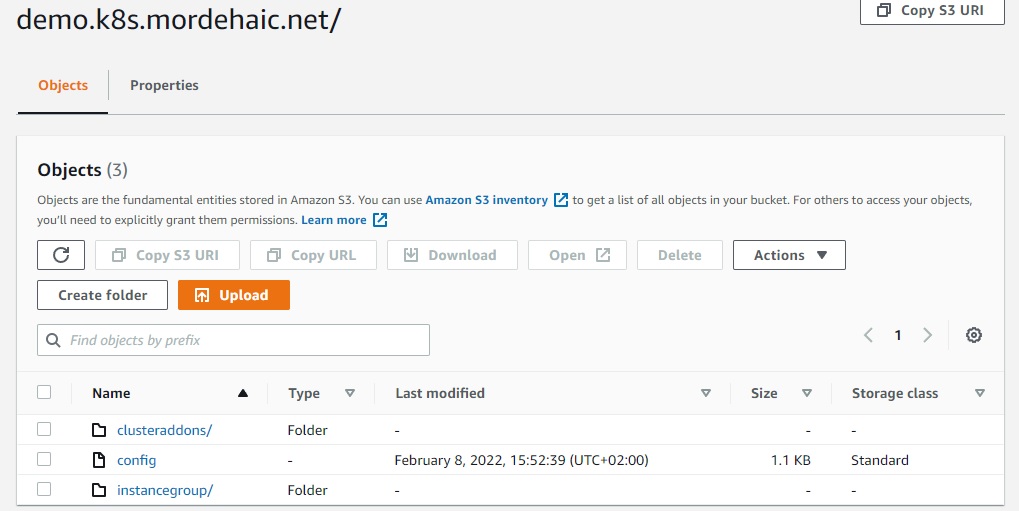 demo.k8s.mordehaic.net/
Copy S3 URI
Objects
Properties
Objects (3)
Objects are the fundamental entities stored in Amazon S3. You can use Amazon S3 inventory to get a list of all objects in your bucket. For others to access your objects,
you'll need to explicitly grant them permissions. Learn more
Copy S3 URI
Copy URL
Download
Open
Delete
Actions
Create folder
Upload
Find objects by prefix
1
Name Type Last modified Size Storage class
clusteraddons/ Folder - - -
config - February 8, 2022, 15:52:39 (UTC+02:00) 1.1 KB Standard
instancegroup/ Folder - - -